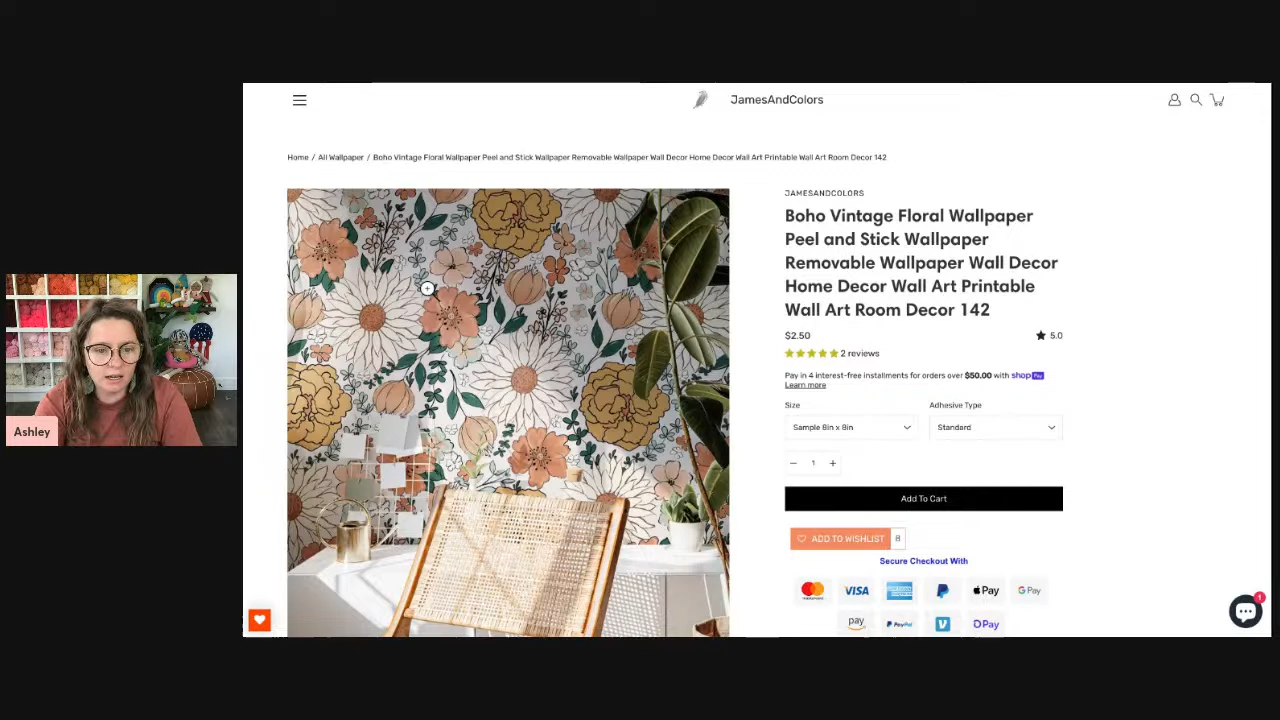 JamesAndColors
Home / All Wallpaper / Boho Vintage Floral Wallpaper Peel and Stick Wallpaper Removable Wallpaper Wall Decor Home Decor Wall Art Printable Wall Art Room Decor 142
JAMESANDCOLORS
Boho Vintage Floral Wallpaper
Peel and Stick Wallpaper
Removable Wallpaper Wall Decor
Home Decor Wall Art Printable
Wall Art Room Decor 142
$2.50
5.0
2 reviews
Pay in 4 interest-free installments for orders over $50.00 with shop Pay
Learn more
Size
Adhesive Type
Sample 8in x 8in
Standard
− 1 +
Add To Cart
ADD TO WISHLIST 8
Secure Checkout With
mastercard VISA Pay G Pay
pay PayPal V Pay
1
Ashley